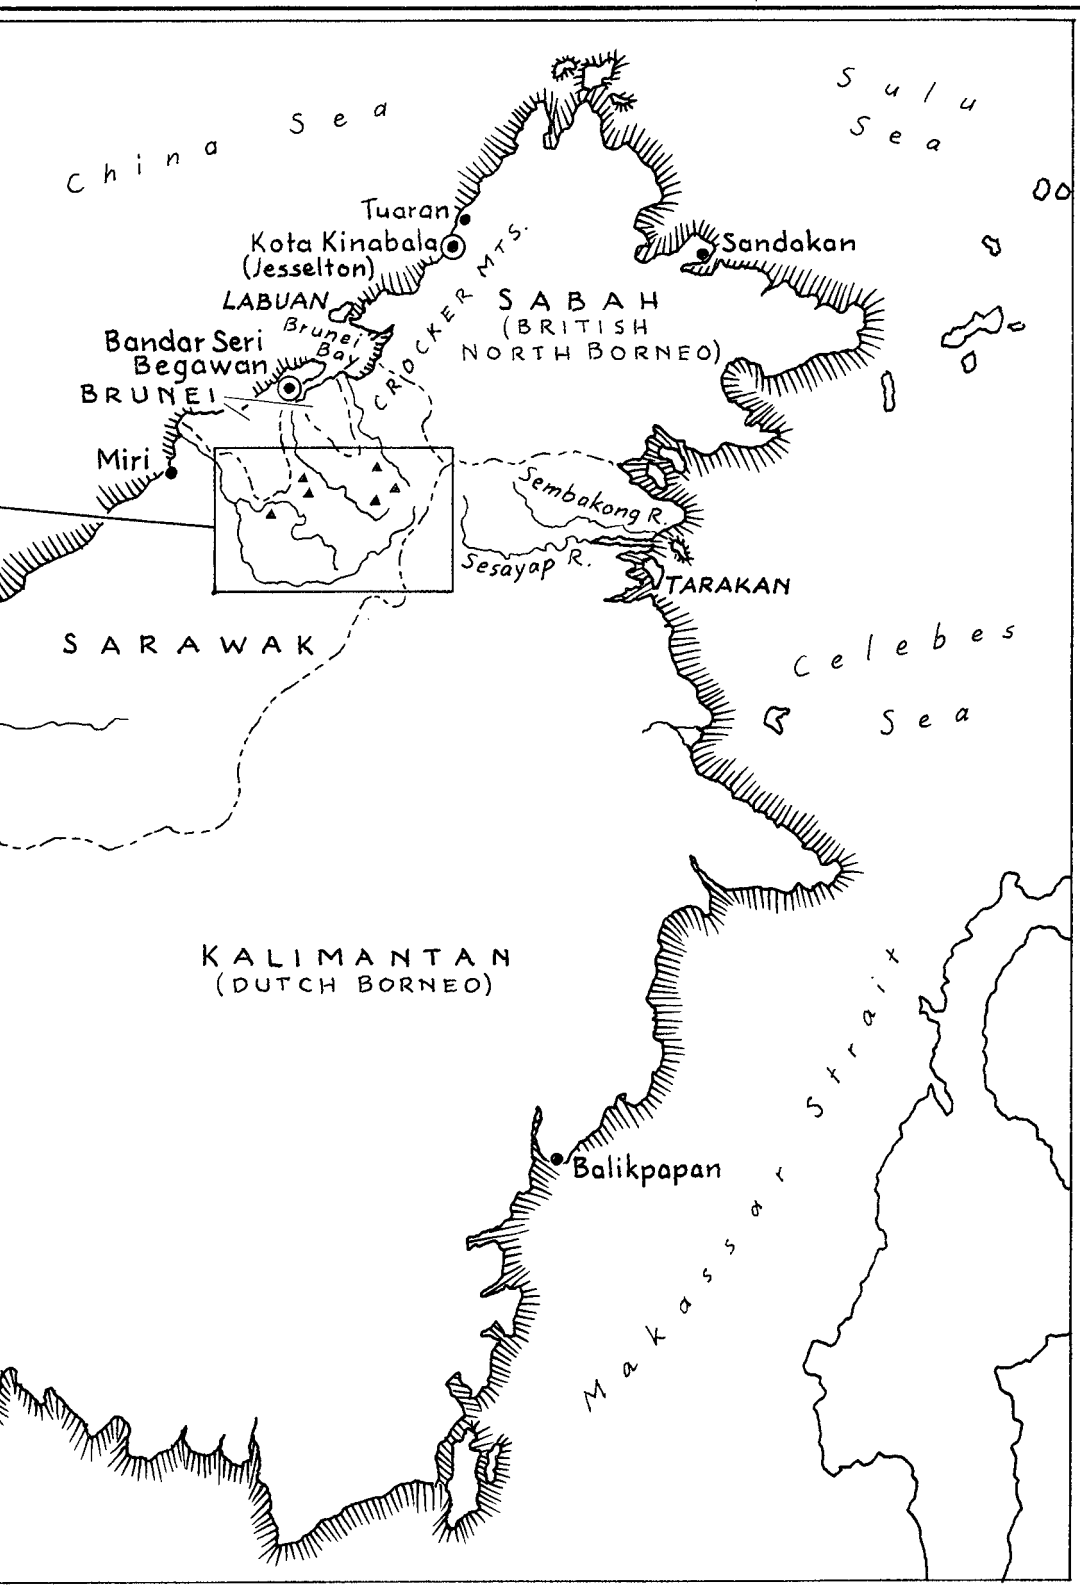 China Sea
Sulu
Sea
Tuaran
Kota Kinabala
(Jesselton)
Sandakan
CROCKER MTS.
LABUAN
SABAH
(BRITISH
NORTH BORNEO)
Brunei
Bay
Bandar Seri
Begawan
BRUNEI
Miri
Sembakong R.
Sesayap R.
TARAKAN
SARAWAK
Celebes
Sea
KALIMANTAN
(DUTCH BORNEO)
Makassar Strait
Balikpapan